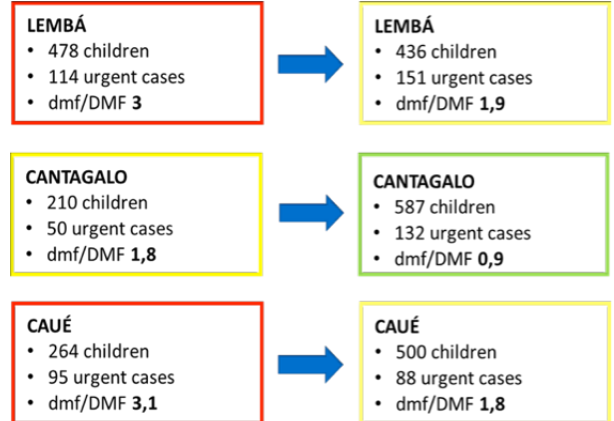 LEMBÁ
• 478 children
• 114 urgent cases
• dmf/DMF 3
LEMBÁ
• 436 children
• 151 urgent cases
• dmf/DMF 1,9
CANTAGALO
• 210 children
• 50 urgent cases
• dmf/DMF 1,8
CANTAGALO
• 587 children
• 132 urgent cases
• dmf/DMF 0,9
CAUÉ
• 264 children
• 95 urgent cases
• dmf/DMF 3,1
CAUÉ
• 500 children
• 88 urgent cases
• dmf/DMF 1,8